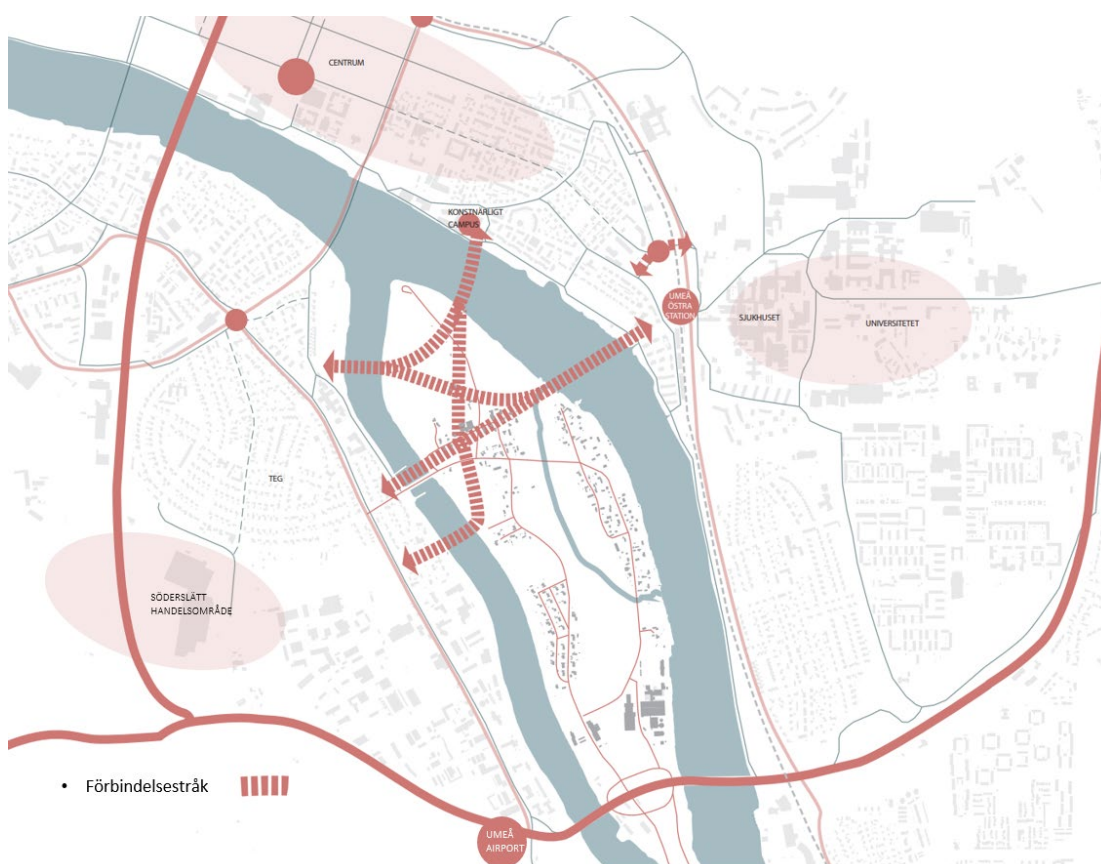 CENTRUM
KONSTNÄRLIGT
CAMPUS
UMEÅ
ÖSTRA
STATION
SJUKHUSET
UNIVERSITETET
TEG
SÖDERSLÄTT
HANDELSOMRÅDE
• Förbindelsestråk
UMEÅ
AIRPORT